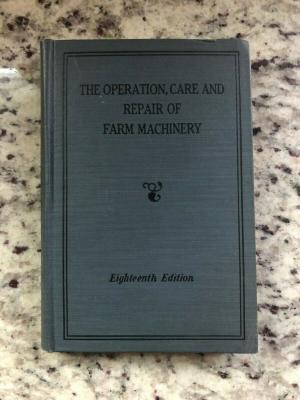 THE OPERATION, CARE AND
REPAIR OF
FARM MACHINERY
Eighteenth Edition